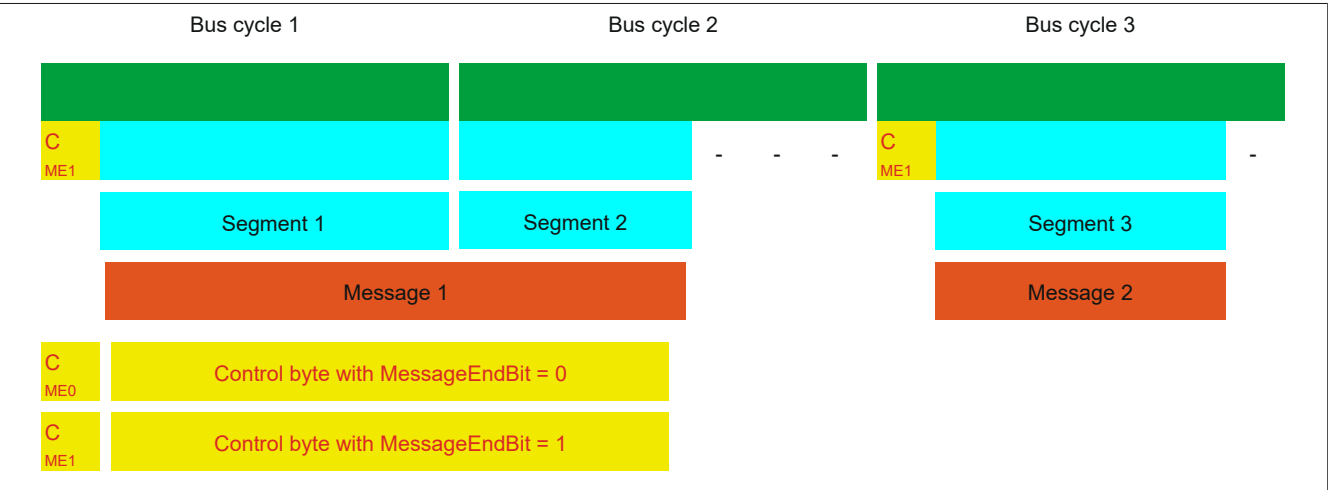 Bus cycle 1 Bus cycle 2 Bus cycle 3
C - - - C -
ME1 ME1
Segment 1 Segment 2 Segment 3
Message 1 Message 2
C
ME0
Control byte with MessageEndBit = 0
C
ME1
Control byte with MessageEndBit = 1